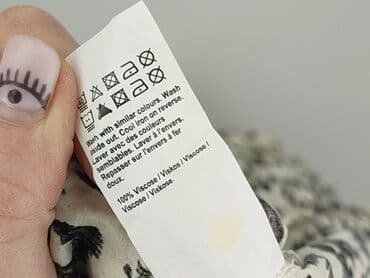 Wash with similar colours. Wash
inside out. Cool iron on reverse.
Laver avec des couleurs
semblables. Laver à l'envers.
Repasser sur l'envers à fer
doux.
100% Viscose / Viskos / Viscose /
Viscose / Viskose.